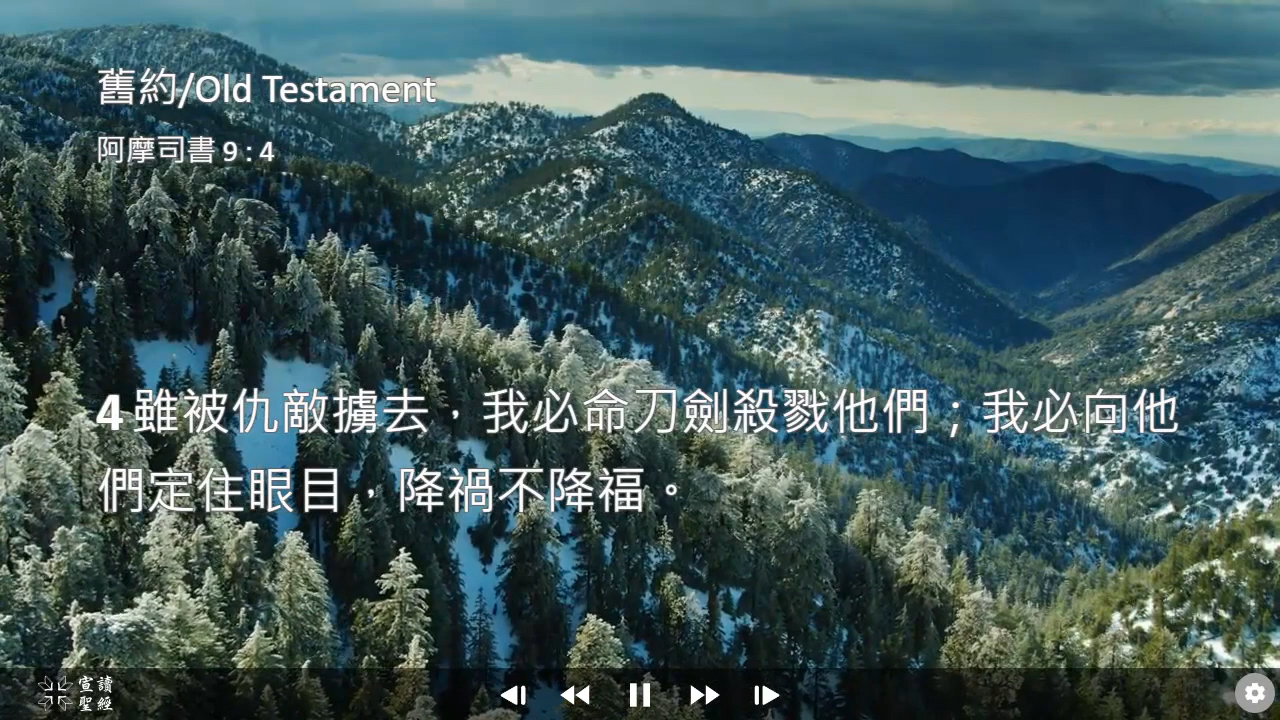 舊約/Old Testament
阿摩司書 9 : 4
4 雖被仇敵擄去，我必命刀劍殺戮他們；我必向他
們定住眼目，降禍不降福。
宣讀
聖經